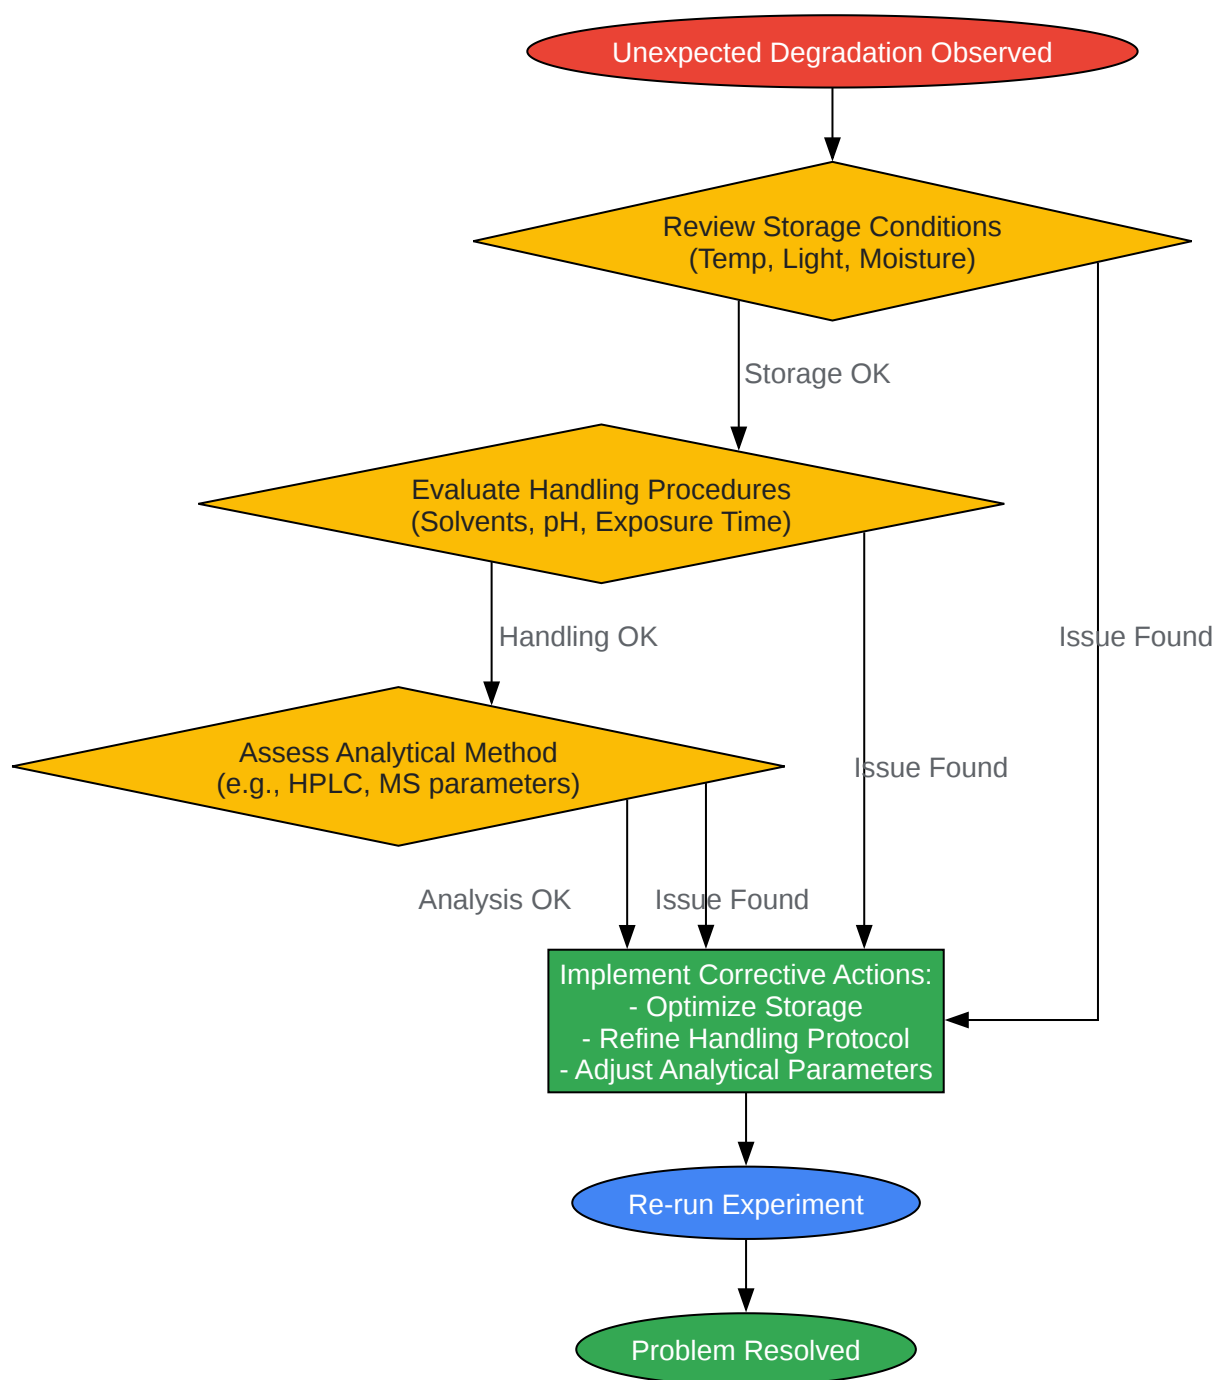 Unexpected Degradation Observed
Review Storage Conditions
(Temp, Light, Moisture)
Storage OK
Evaluate Handling Procedures
(Solvents, pH, Exposure Time)
Handling OK
Issue Found
Assess Analytical Method
(e.g., HPLC, MS parameters)
Issue Found
Analysis OK
Issue Found
Implement Corrective Actions:
- Optimize Storage
- Refine Handling Protocol
- Adjust Analytical Parameters
Re-run Experiment
Problem Resolved